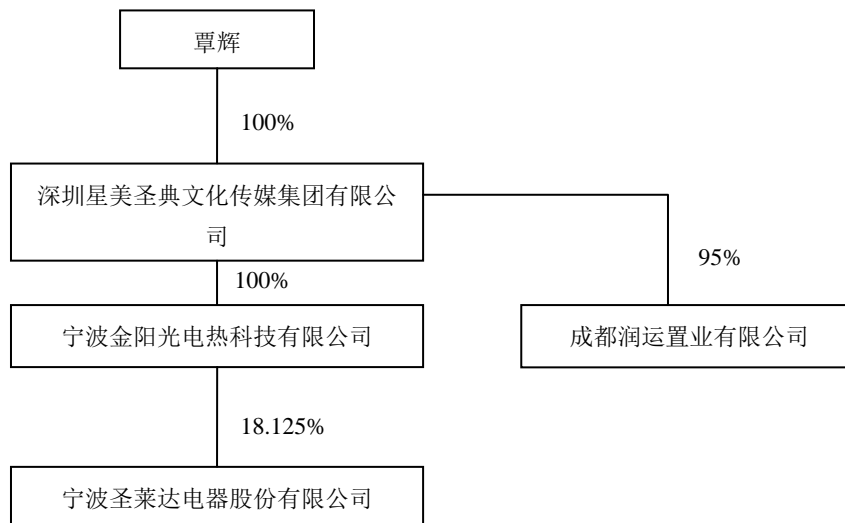 覃辉
100%
深圳星美圣典文化传媒集团有限公
司
100%
95%
宁波金阳光电热科技有限公司
成都润运置业有限公司
18.125%
宁波圣莱达电器股份有限公司